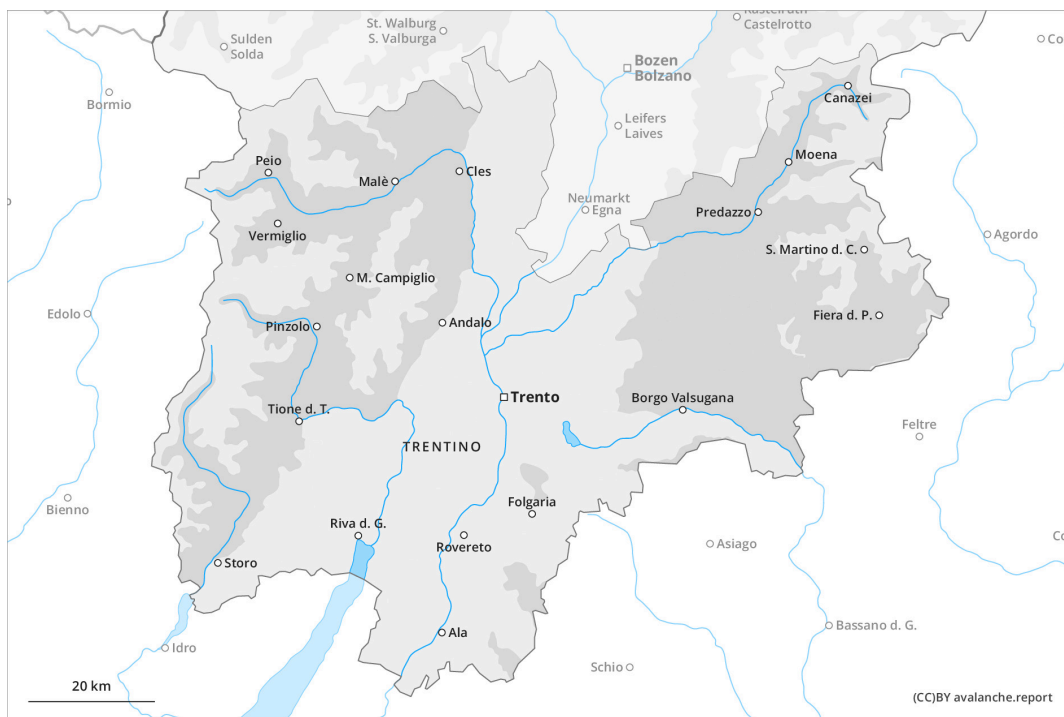 St. Walburg
S. Valburga
Kastelruth
Castelrotto
Sulden
Solda
Bozen
Bolzano
Bormio
Canazei
Leifers
Laives
Moena
Peio
Malè
Cles
Neumarkt
Egna
Predazzo
Vermiglio
S. Martino d. C.
Agordo
M. Campiglio
Edolo
Pinzolo
Andalo
Fiera d. P.
Trento
Borgo Valsugana
Tione d. T.
Feltre
TRENTINO
Bienno
Folgaria
Riva d. G.
Rovereto
Asiago
Storo
Ala
Bassano d. G.
Idro
Schio
20 km
(CC)BY avalanche.report